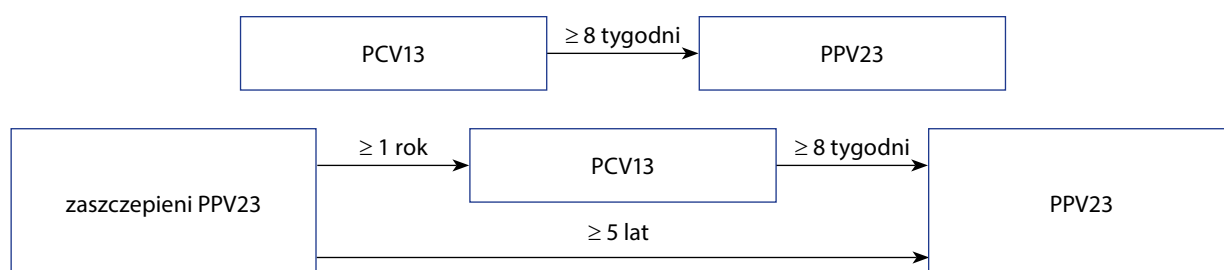 PCV13
≥ 8 tygodni
PPV23
zaszczepieni PPV23
≥ 1 rok
PCV13
≥ 8 tygodni
PPV23
≥ 5 lat